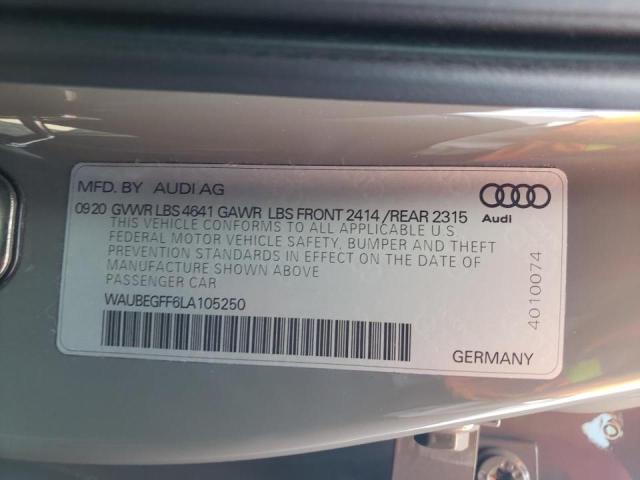 MFD. BY AUDI AG
09 20 GVWR LBS 4641 GAWR LBS FRONT 2414 /REAR 2315
THIS VEHICLE CONFORMS TO ALL APPLICABLE U.S.
FEDERAL MOTOR VEHICLE SAFETY, BUMPER AND THEFT
PREVENTION STANDARDS IN EFFECT ON THE DATE OF
MANUFACTURE SHOWN ABOVE
PASSENGER CAR
WAUBEGFF6LA105250
GERMANY
Audi
4010074